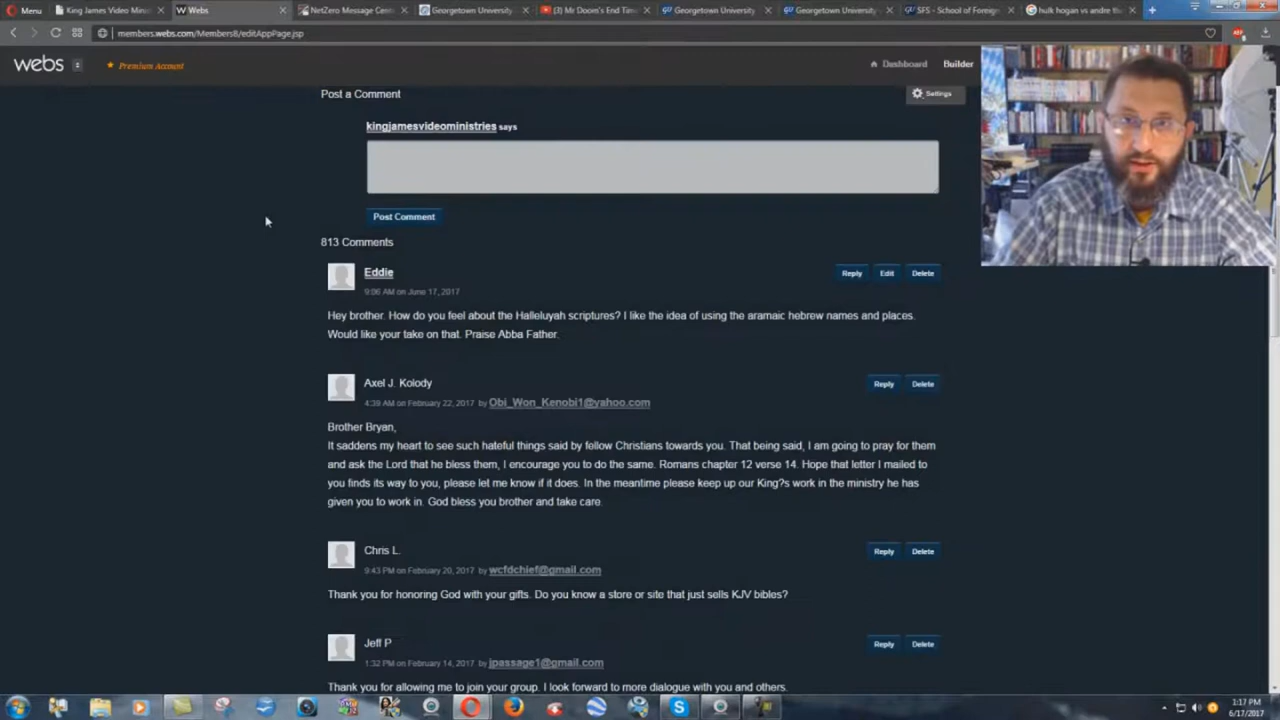 Menu
King James Video Minist
Webs
NetZero Message Cente
Georgetown University
(3) Mr Doom's End Time
Georgetown University
Georgetown University
SFS - School of Foreign
hulk hogan vs andre th
members.webs.com/Members8/editAppPage.jsp
webs
Premium Account
Dashboard
Builder
Post a Comment
Settings
kingjamesvideoministries says
Post Comment
813 Comments
Eddie
Reply Edit Delete
9:06 AM on June 17, 2017
Hey brother. How do you feel about the Halleluyah scriptures? I like the idea of using the aramaic hebrew names and places.
Would like your take on that. Praise Abba Father.
Axel J. Kolody
Reply Delete
4:39 AM on February 22, 2017 by Obi_Won_Kenobi1@yahoo.com
Brother Bryan,
It saddens my heart to see such hateful things said by fellow Christians towards you. That being said, I am going to pray for them
and ask the Lord that he bless them, I encourage you to do the same. Romans chapter 12 verse 14. Hope that letter I mailed to
you finds its way to you, please let me know if it does. In the meantime please keep up our King?s work in the ministry he has
given you to work in. God bless you brother and take care.
Chris L.
Reply Delete
9:43 PM on February 20, 2017 by wcfdchief@gmail.com
Thank you for honoring God with your gifts. Do you know a store or site that just sells KJV bibles?
Jeff P
Reply Delete
1:32 PM on February 14, 2017 by jpassage1@gmail.com
Thank you for allowing me to join your group. I look forward to more dialogue with you and others.
1:17 PM
6/17/2017